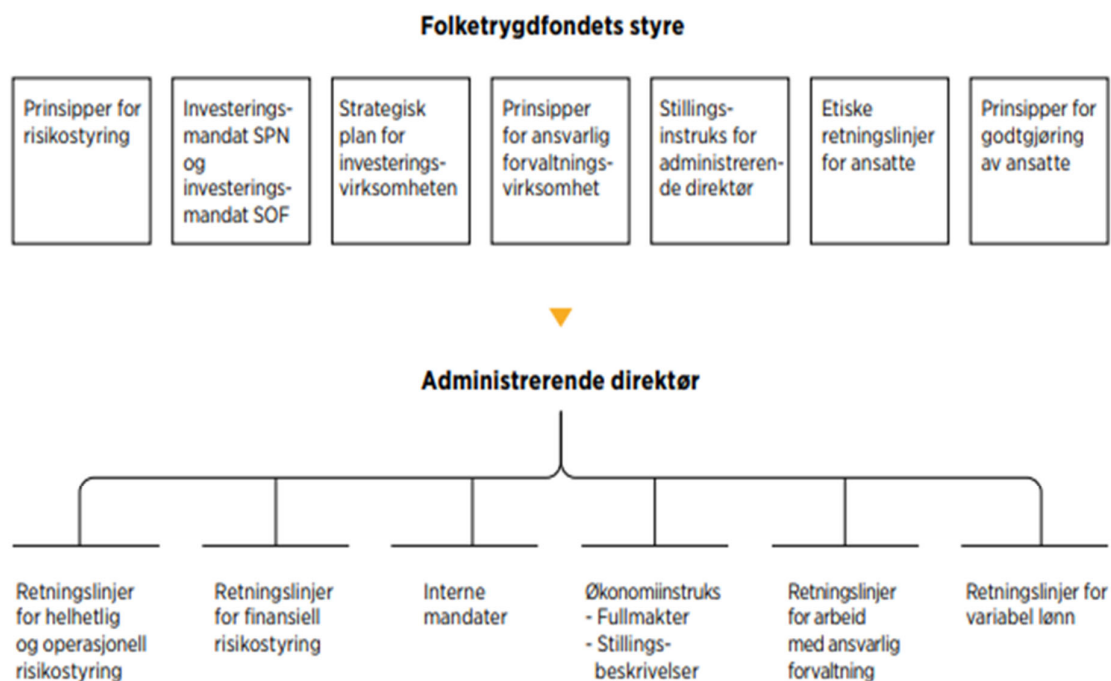 Folketrygdfondets styre
Prinsipper for
risikostyring
Investerings-
mandat SPN
og
investerings-
mandat SOF
Strategisk
plan for
investerings-
virksomheten
Prinsipper
for ansvarlig
forvaltnings-
virksomhet
Stillings-
instruks for
administreren-
de direktør
Etiske
retningslinjer
for ansatte
Prinsipper for
godtgjøring
av ansatte
Administrerende direktør
Retningslinjer
for helhetlig
og operasjonell
risikostyring
Retningslinjer
for finansiell
risikostyring
Interne
mandater
Økonomiinstruks
- Fullmakter
- Stillings-
beskrivelser
Retningslinjer
for arbeid
med ansvarlig
forvaltning
Retningslinjer for
variabel lønn